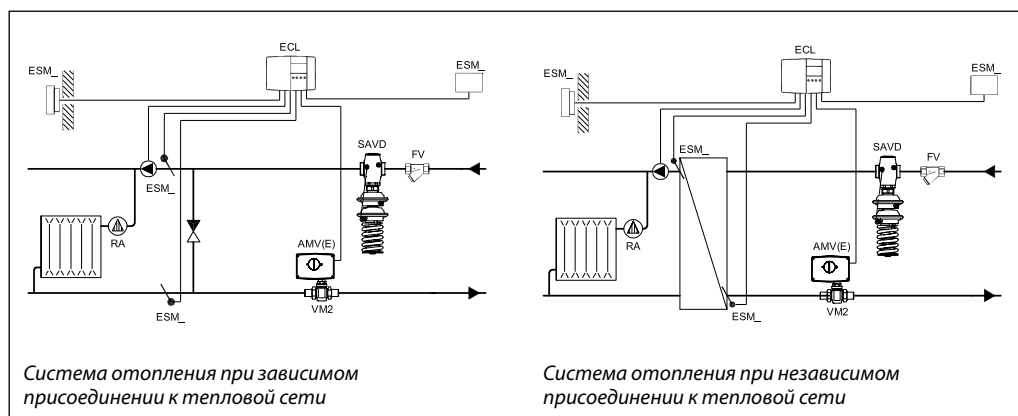 ECL
ESM_
ESM_
SAVD
FV
ESM_
RA
AMV(E)
VM2
ESM_
Система отопления при зависимом
присоединении к тепловой сети
ECL
ESM_
ESM_
SAVD
FV
ESM_
RA
AMV(E)
VM2
ESM_
Система отопления при независимом
присоединении к тепловой сети